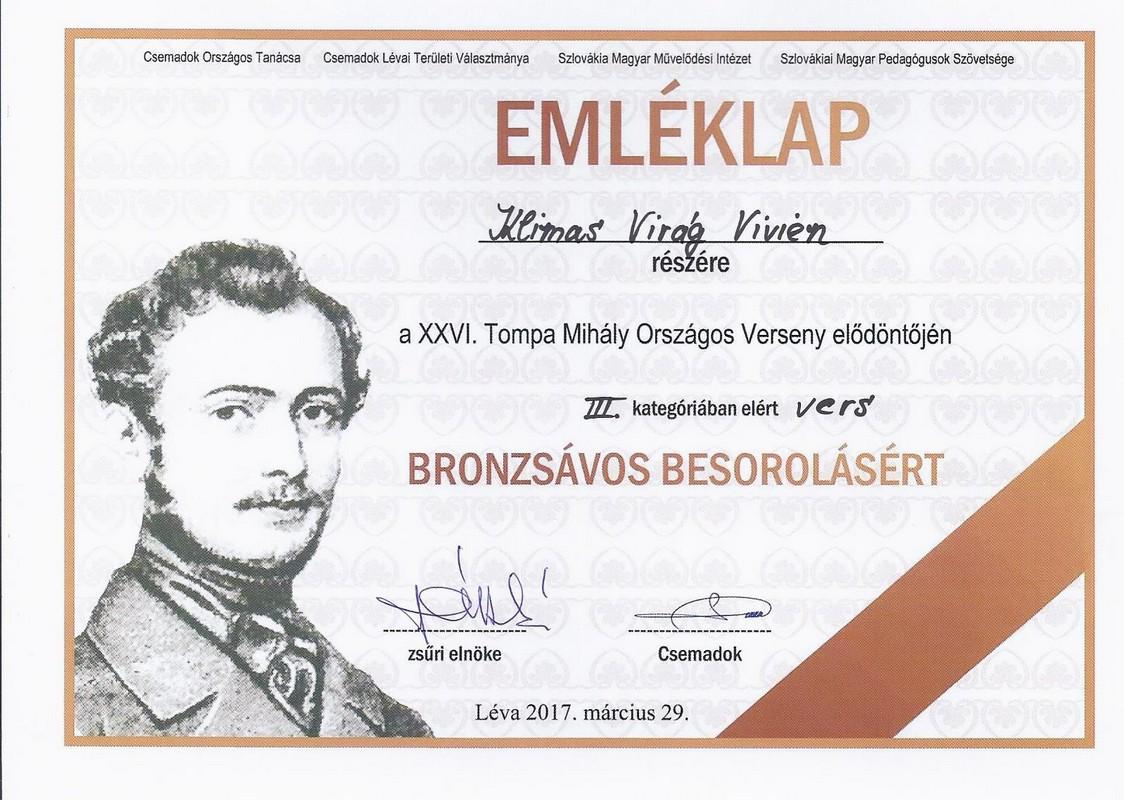 Csemadok Országos Tanácsa Csemadok Lévai Területi Választmánya Szlovákia Magyar Művelődési Intézet Szlovákiai Magyar Pedagógusok Szövetsége
EMLÉKLAP
Klimas Virág Vivien
részére
a XXVI. Tompa Mihály Országos Verseny elődöntőjén
III. kategóriában elért vers
BRONZSÁVOS BESOROLÁSÉRT
zsűri elnöke Csemadok
Léva 2017. március 29.